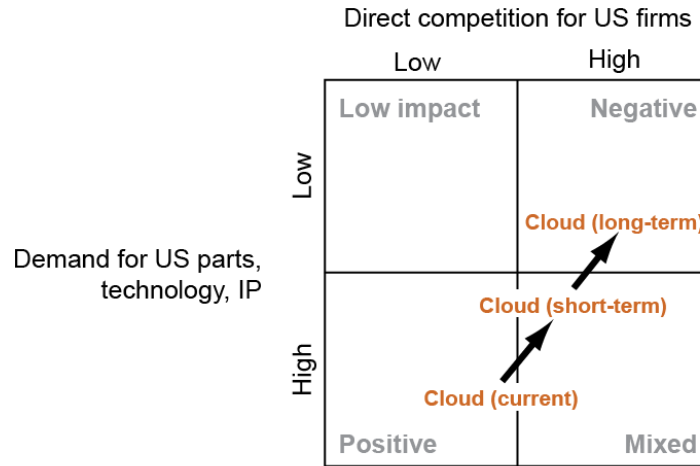 Direct competition for US firms
Low
High
Low impact
Negative
Low
Cloud (long-term)
Demand for US parts,
technology, IP
Cloud (short-term)
High
Cloud (current)
Positive
Mixed